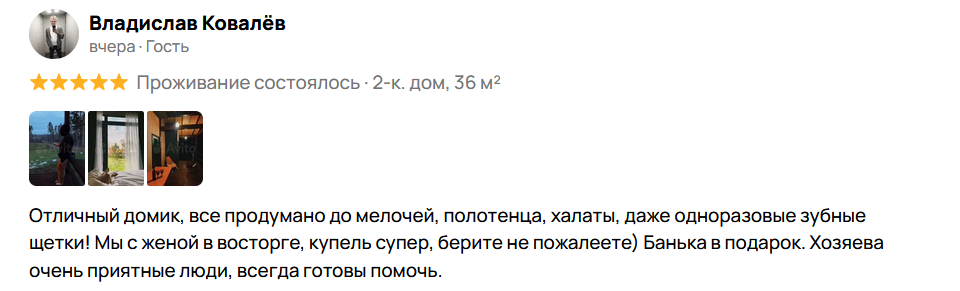 Владислав Ковалёв
вчера · Гость
Проживание состоялось · 2-к. дом, 36 м²
Avito
Отличный домик, все продумано до мелочей, полотенца, халаты, даже одноразовые зубные
щетки! Мы с женой в восторге, купель супер, берите не пожалеете) Банька в подарок. Хозяева
очень приятные люди, всегда готовы помочь.